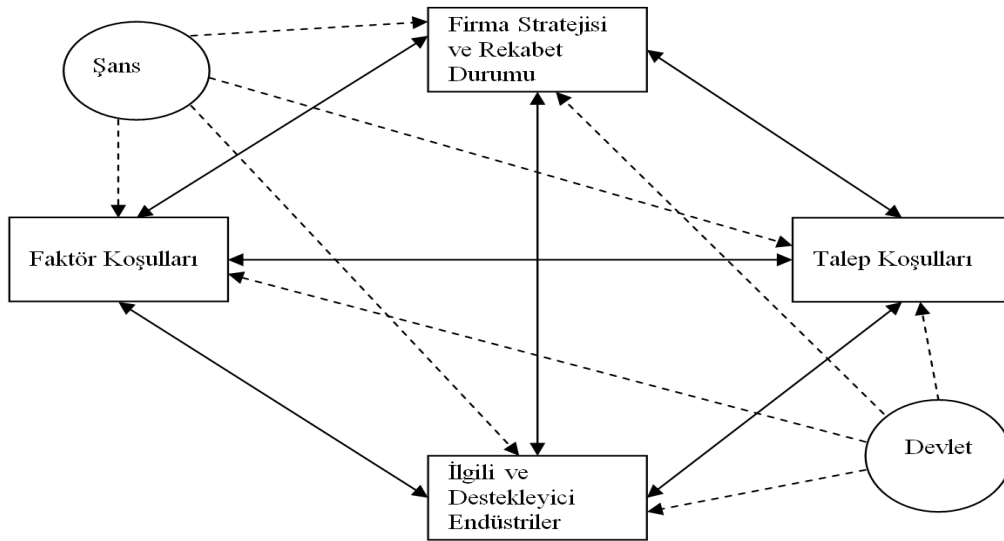 Firma Stratejisi
ve Rekabet
Durumu
Şans
Faktör Koşulları
Talep Koşulları
Devlet
İlgili ve
Destekleyici
Endüstriler